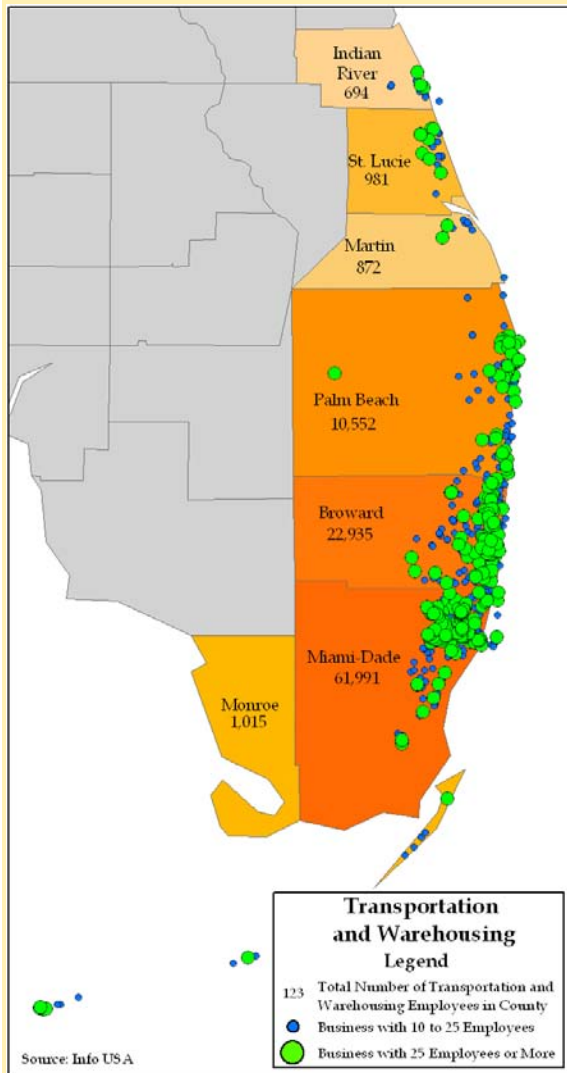 Indian
River
694
St. Lucie
981
Martin
872
Palm Beach
10,552
Broward
22,935
Miami-Dade
61,991
Monroe
1,015
Transportation
and Warehousing
Legend
123 Total Number of Transportation and
Warehousing Employees in County
Business with 10 to 25 Employees
Business with 25 Employees or More
Source: Info USA